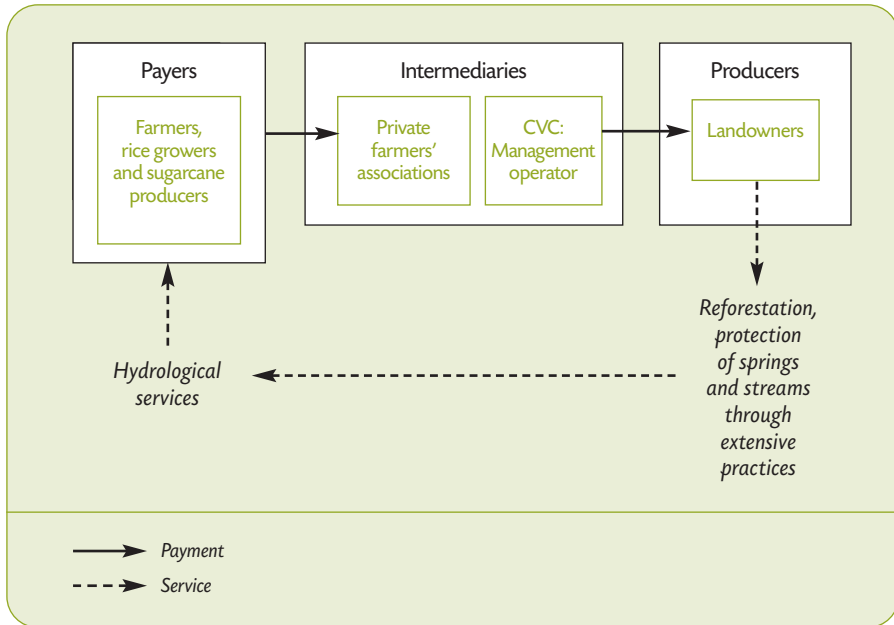 Payers
Farmers,
rice growers
and sugarcane
producers
Intermediaries
Private
farmers’
associations
CVC:
Management
operator
Producers
Landowners
Reforestation,
protection
of springs
and streams
through
extensive
practices
Hydrological
services
Payment
Service